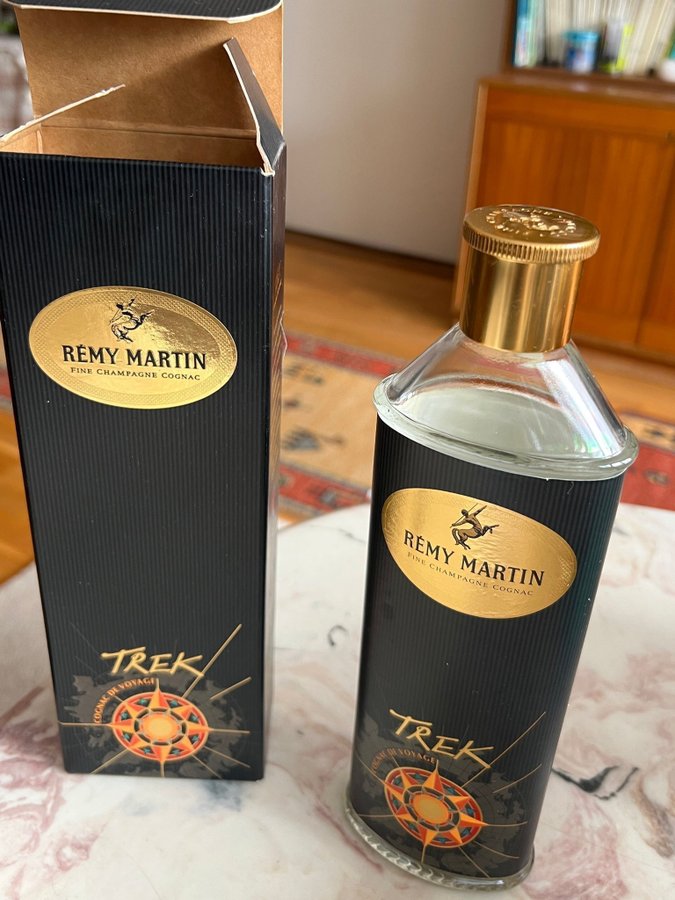 RÉMY MARTIN
FINE CHAMPAGNE COGNAC
TREK
COGNAC DE VOYAGE
RÉMY MARTIN
FINE CHAMPAGNE COGNAC
TREK
COGNAC DE VOYAGE